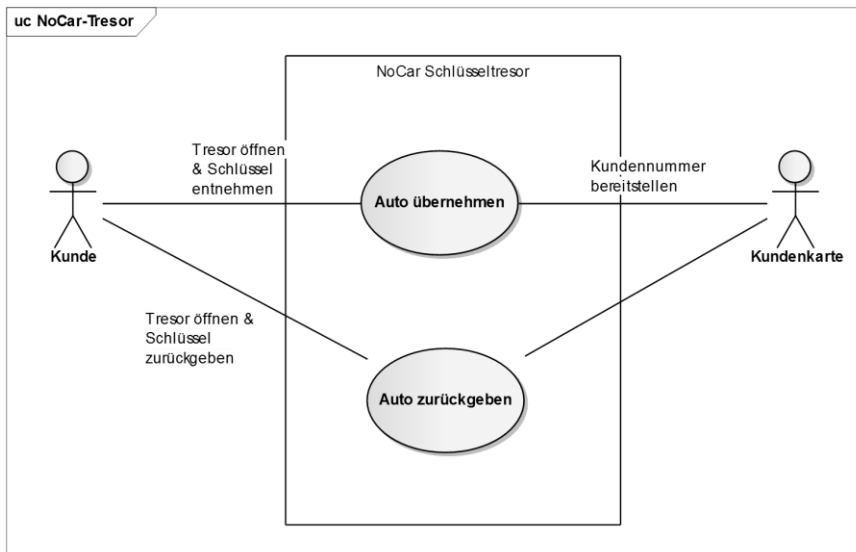 uc NoCar-Tresor
NoCar Schlüsseltresor
Tresor öffnen
& Schlüssel
entnehmen
Kundennummer
bereitstellen
Auto übernehmen
Kunde
Kundenkarte
Tresor öffnen &
Schlüssel
zurückgeben
Auto zurückgeben